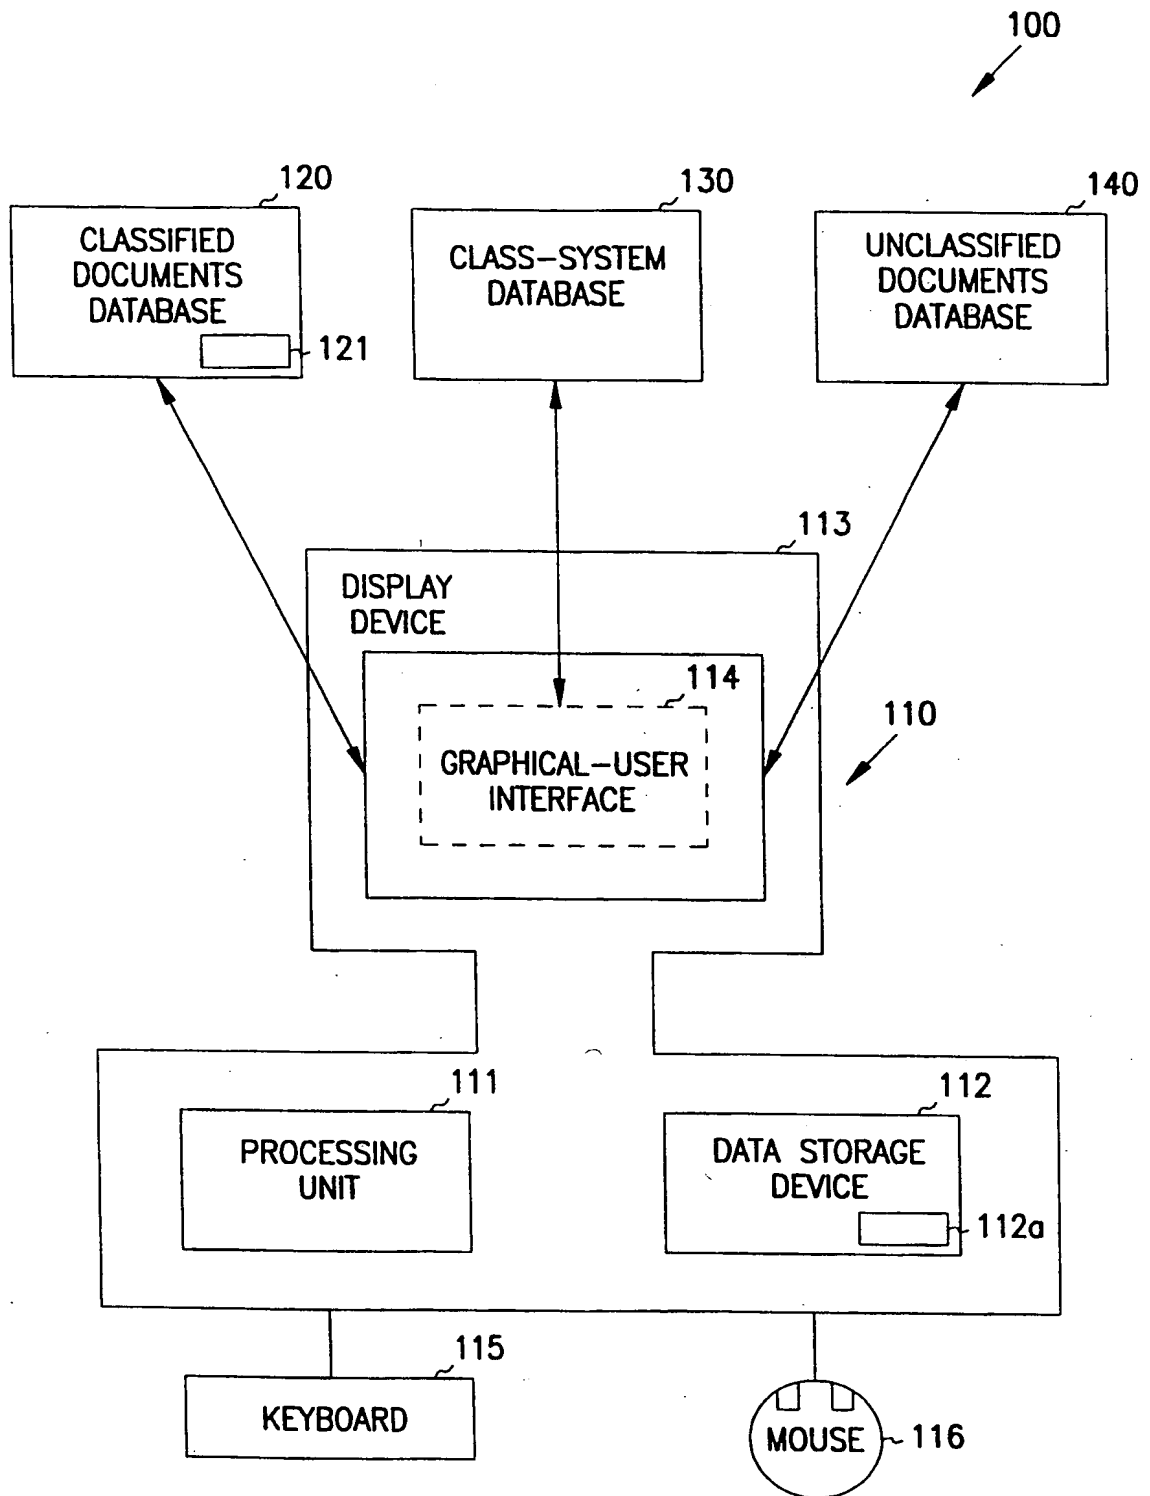 100
120
130
140
CLASSIFIED
DOCUMENTS
DATABASE
121
CLASS-SYSTEM
DATABASE
UNCLASSIFIED
DOCUMENTS
DATABASE
113
DISPLAY
DEVICE
114
110
GRAPHICAL-USER
INTERFACE
111
112
PROCESSING
UNIT
DATA STORAGE
DEVICE
112a
115
KEYBOARD
MOUSE
116